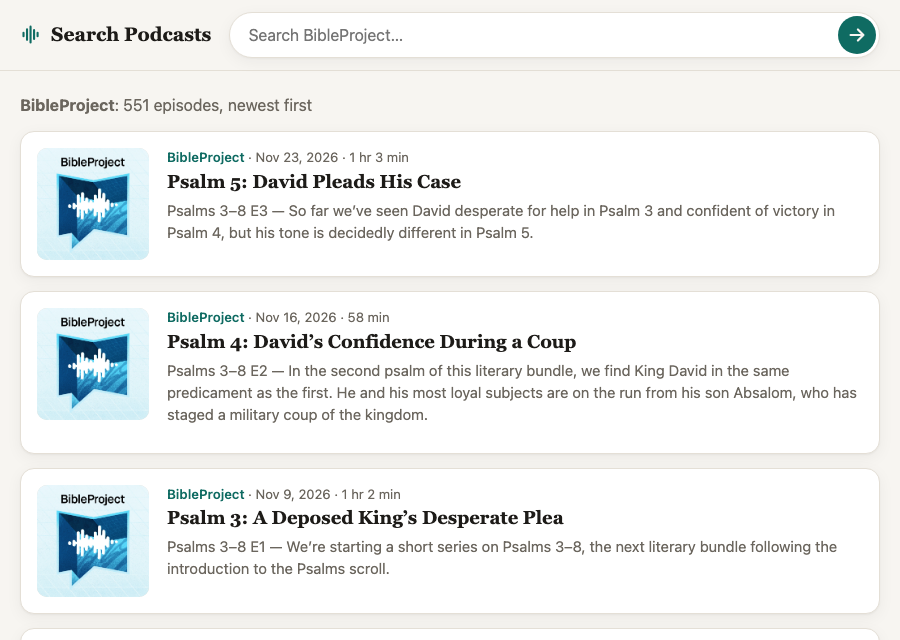 Search Podcasts
Search BibleProject...
BibleProject: 551 episodes, newest first
BibleProject
BibleProject · Nov 23, 2026 · 1 hr 3 min
Psalm 5: David Pleads His Case
Psalms 3–8 E3 — So far we’ve seen David desperate for help in Psalm 3 and confident of victory in
Psalm 4, but his tone is decidedly different in Psalm 5.
BibleProject
BibleProject · Nov 16, 2026 · 58 min
Psalm 4: David’s Confidence During a Coup
Psalms 3–8 E2 — In the second psalm of this literary bundle, we find King David in the same
predicament as the first. He and his most loyal subjects are on the run from his son Absalom, who has
staged a military coup of the kingdom.
BibleProject
BibleProject · Nov 9, 2026 · 1 hr 2 min
Psalm 3: A Deposed King’s Desperate Plea
Psalms 3–8 E1 — We’re starting a short series on Psalms 3–8, the next literary bundle following the
introduction to the Psalms scroll.